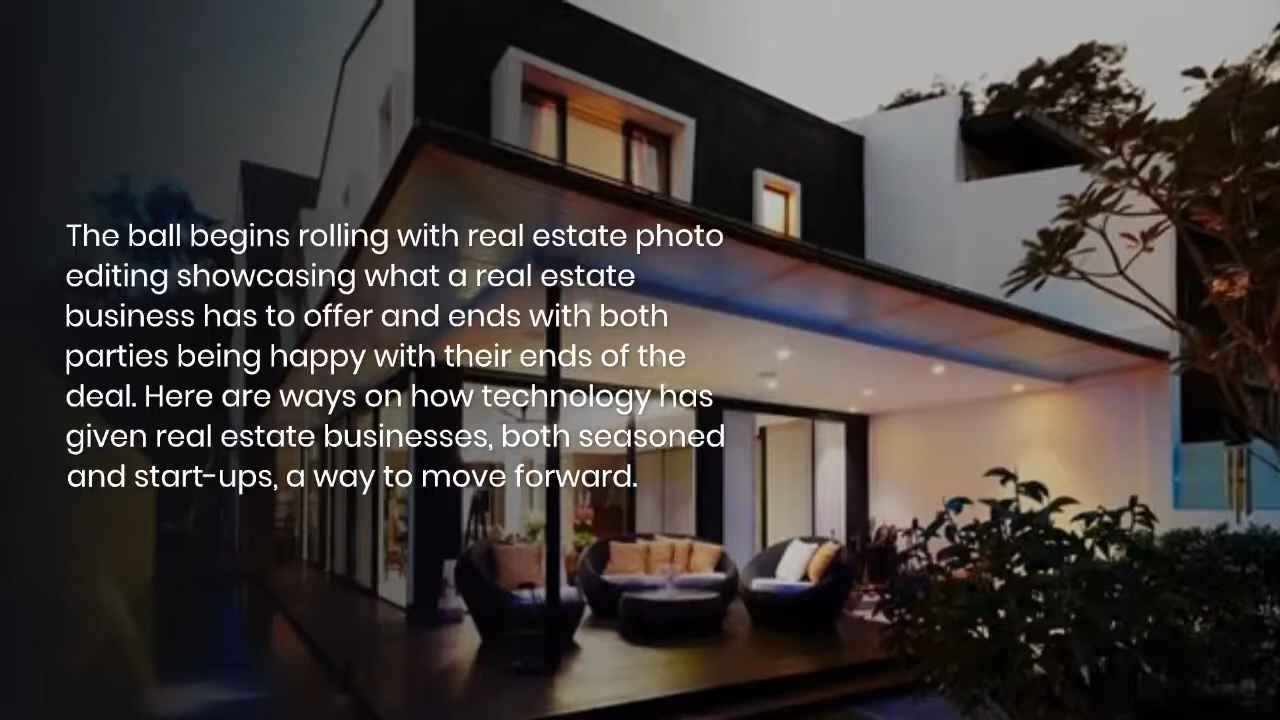 The ball begins rolling with real estate photo
editing showcasing what a real estate
business has to offer and ends with both
parties being happy with their ends of the
deal. Here are ways on how technology has
given real estate businesses, both seasoned
and start-ups, a way to move forward.